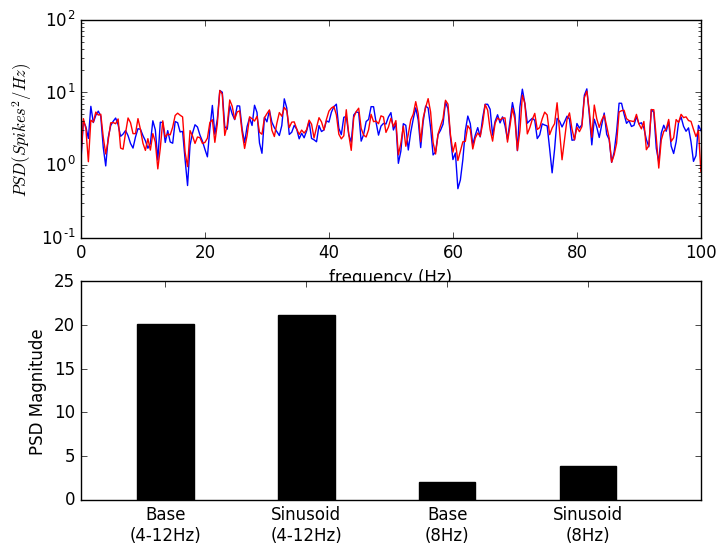 10²
10¹
10⁰
10⁻¹
PSD (Spikes²/Hz)
0 20 40 60 80 100
frequency (Hz)
25
20
15
10
5
0
PSD Magnitude
Base Sinusoid Base Sinusoid
(4-12Hz) (4-12Hz) (8Hz) (8Hz)